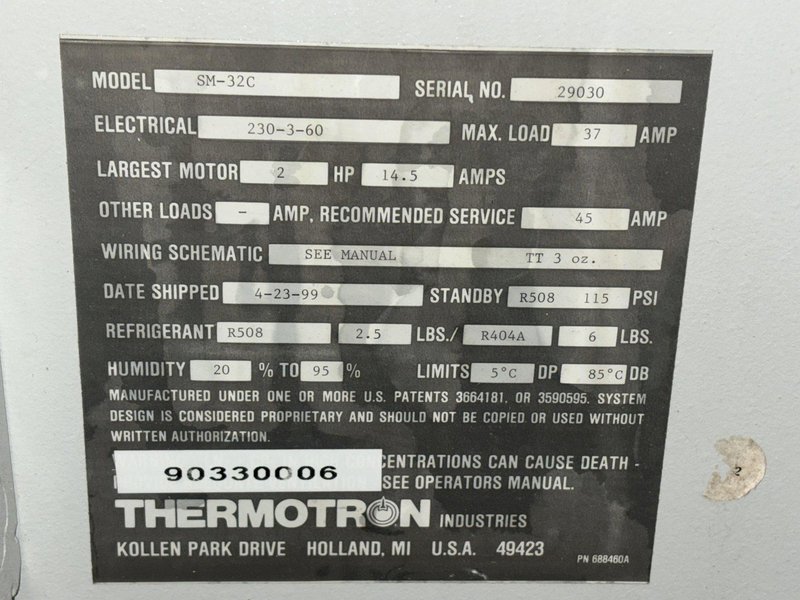 MODEL SM-32C SERIAL NO. 29030
ELECTRICAL 230-3-60 MAX. LOAD 37 AMP
LARGEST MOTOR 2 HP 14.5 AMPS
OTHER LOADS - AMP, RECOMMENDED SERVICE 45 AMP
WIRING SCHEMATIC SEE MANUAL TT 3 oz.
DATE SHIPPED 4-23-99 STANDBY R508 115 PSI
REFRIGERANT R508 2.5 LBS./ R404A 6 LBS.
HUMIDITY 20 % TO 95 % LIMITS 5°C DP 85°C DB
MANUFACTURED UNDER ONE OR MORE U.S. PATENTS 3664181, OR 3590595. SYSTEM
DESIGN IS CONSIDERED PROPRIETARY AND SHOULD NOT BE COPIED OR USED WITHOUT
WRITTEN AUTHORIZATION.
CAN CAUSE DEATH -
90330006
SEE OPERATORS MANUAL.
THERMOTRON INDUSTRIES
KOLLEN PARK DRIVE HOLLAND, MI U.S.A. 49423
PN 688460A
2